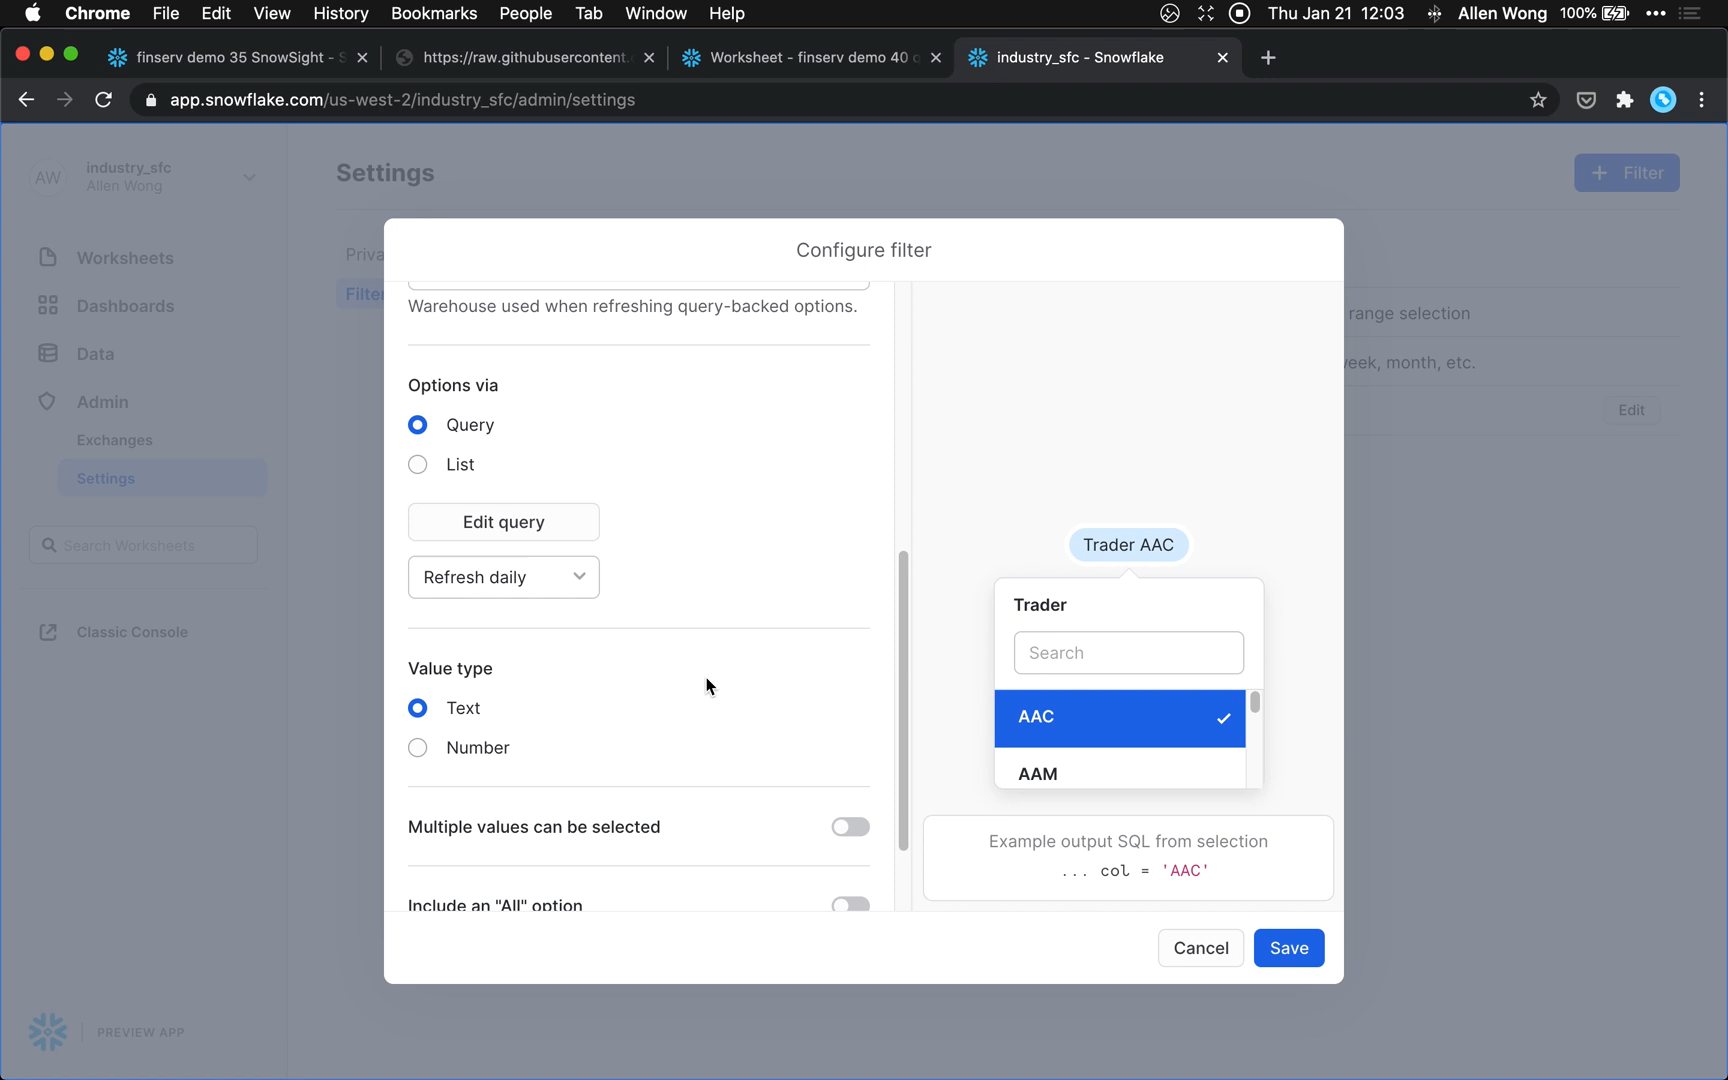 Chrome File Edit View History Bookmarks People Tab Window Help Thu Jan 21 12:03 Allen Wong 100%
finserv demo 35 SnowSight - S https://raw.githubusercontent. Worksheet - finserv demo 40 q industry_sfc - Snowflake
app.snowflake.com/us-west-2/industry_sfc/admin/settings
AW industry_sfc
Allen Wong
Settings
+ Filter
Worksheets
Dashboards
Data
Admin
Exchanges
Settings
Search Worksheets
Classic Console
PREVIEW APP
Priva
Filter
range selection
week, month, etc.
Edit
Configure filter
Warehouse used when refreshing query-backed options.
Options via
Query
List
Edit query
Refresh daily
Value type
Text
Number
Multiple values can be selected
Include an "All" option
Trader AAC
Trader
Search
AAC
AAM
Example output SQL from selection
... col = 'AAC'
Cancel Save